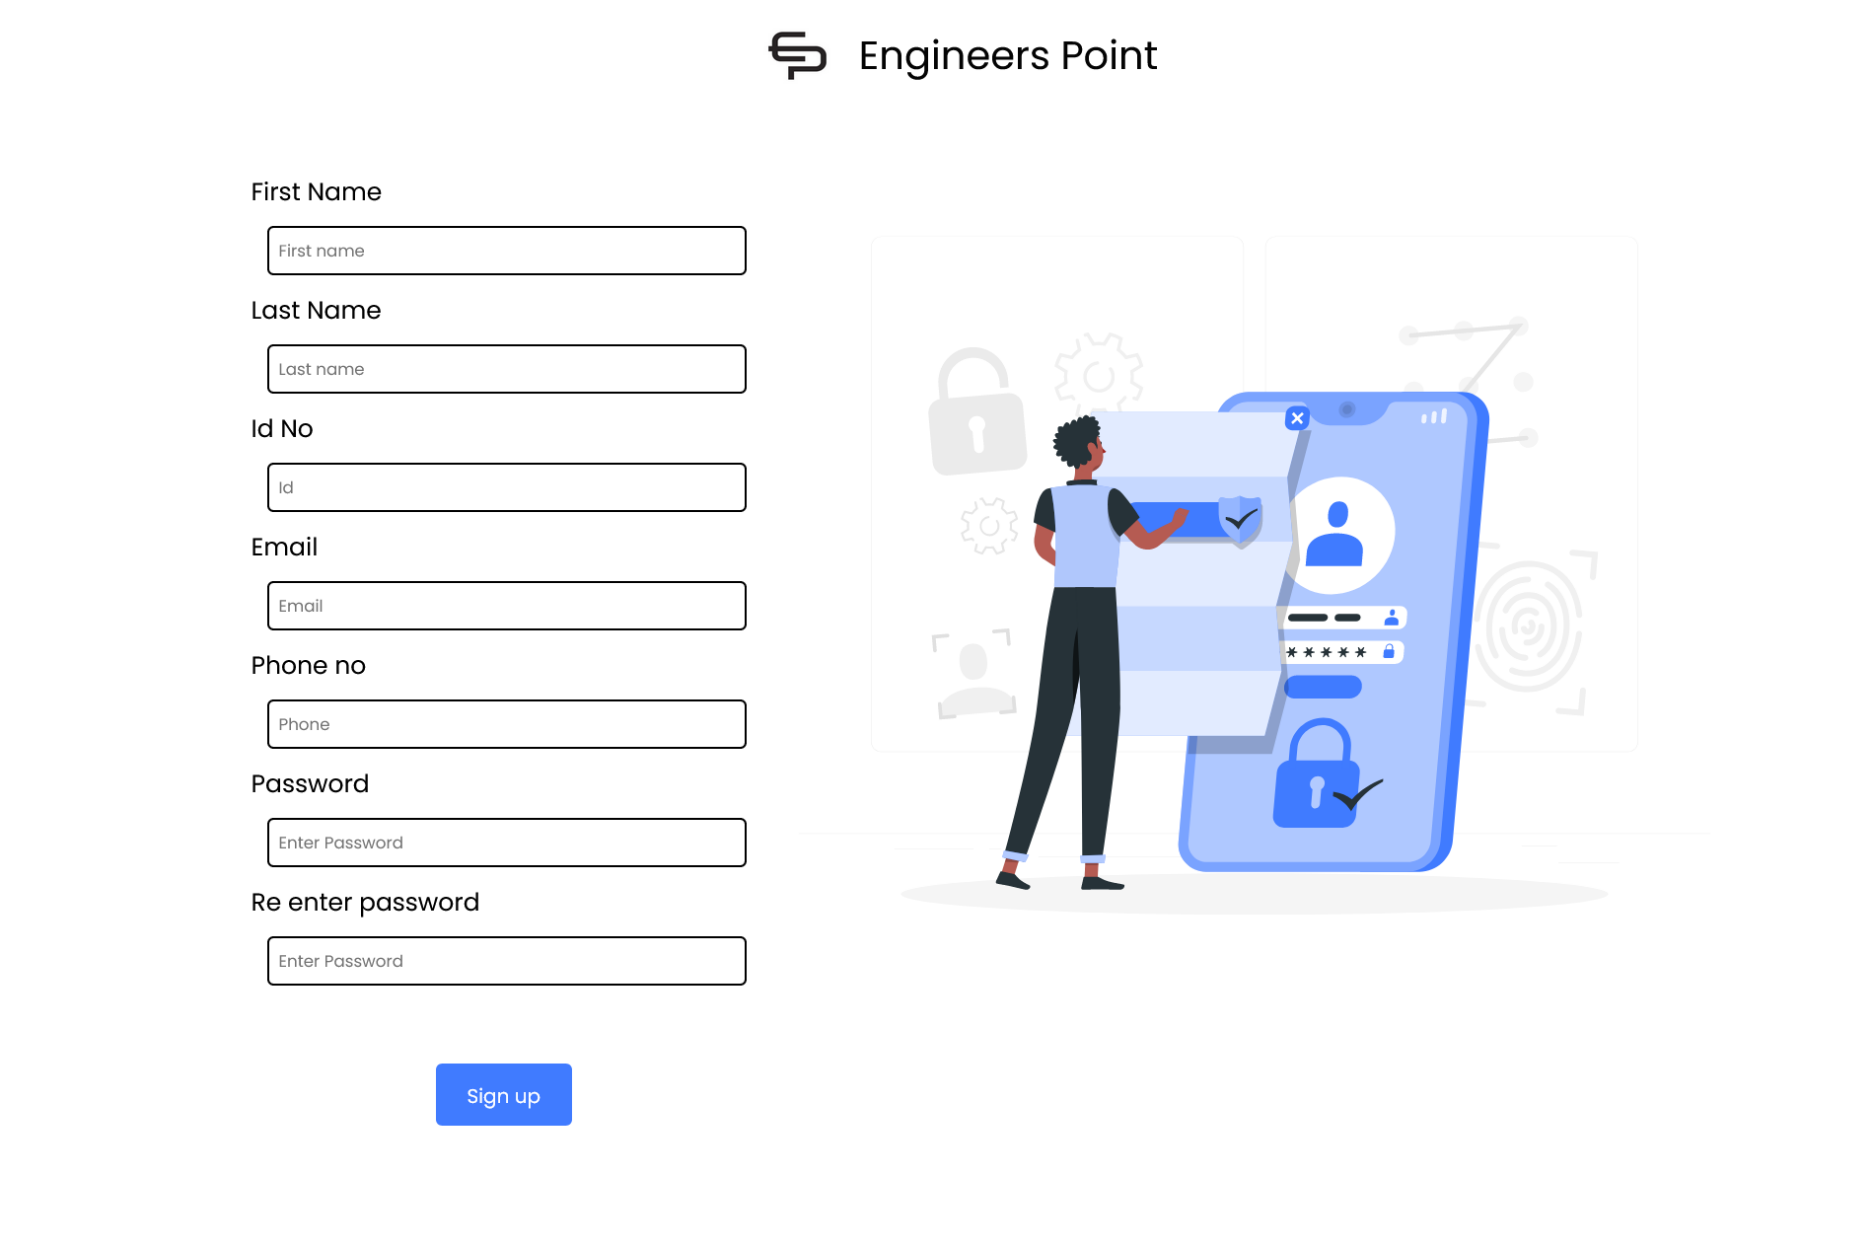 Engineers Point
First Name
First name
Last Name
Last name
Id No
Id
Email
Email
Phone no
Phone
Password
Enter Password
Re enter password
Enter Password
Sign up